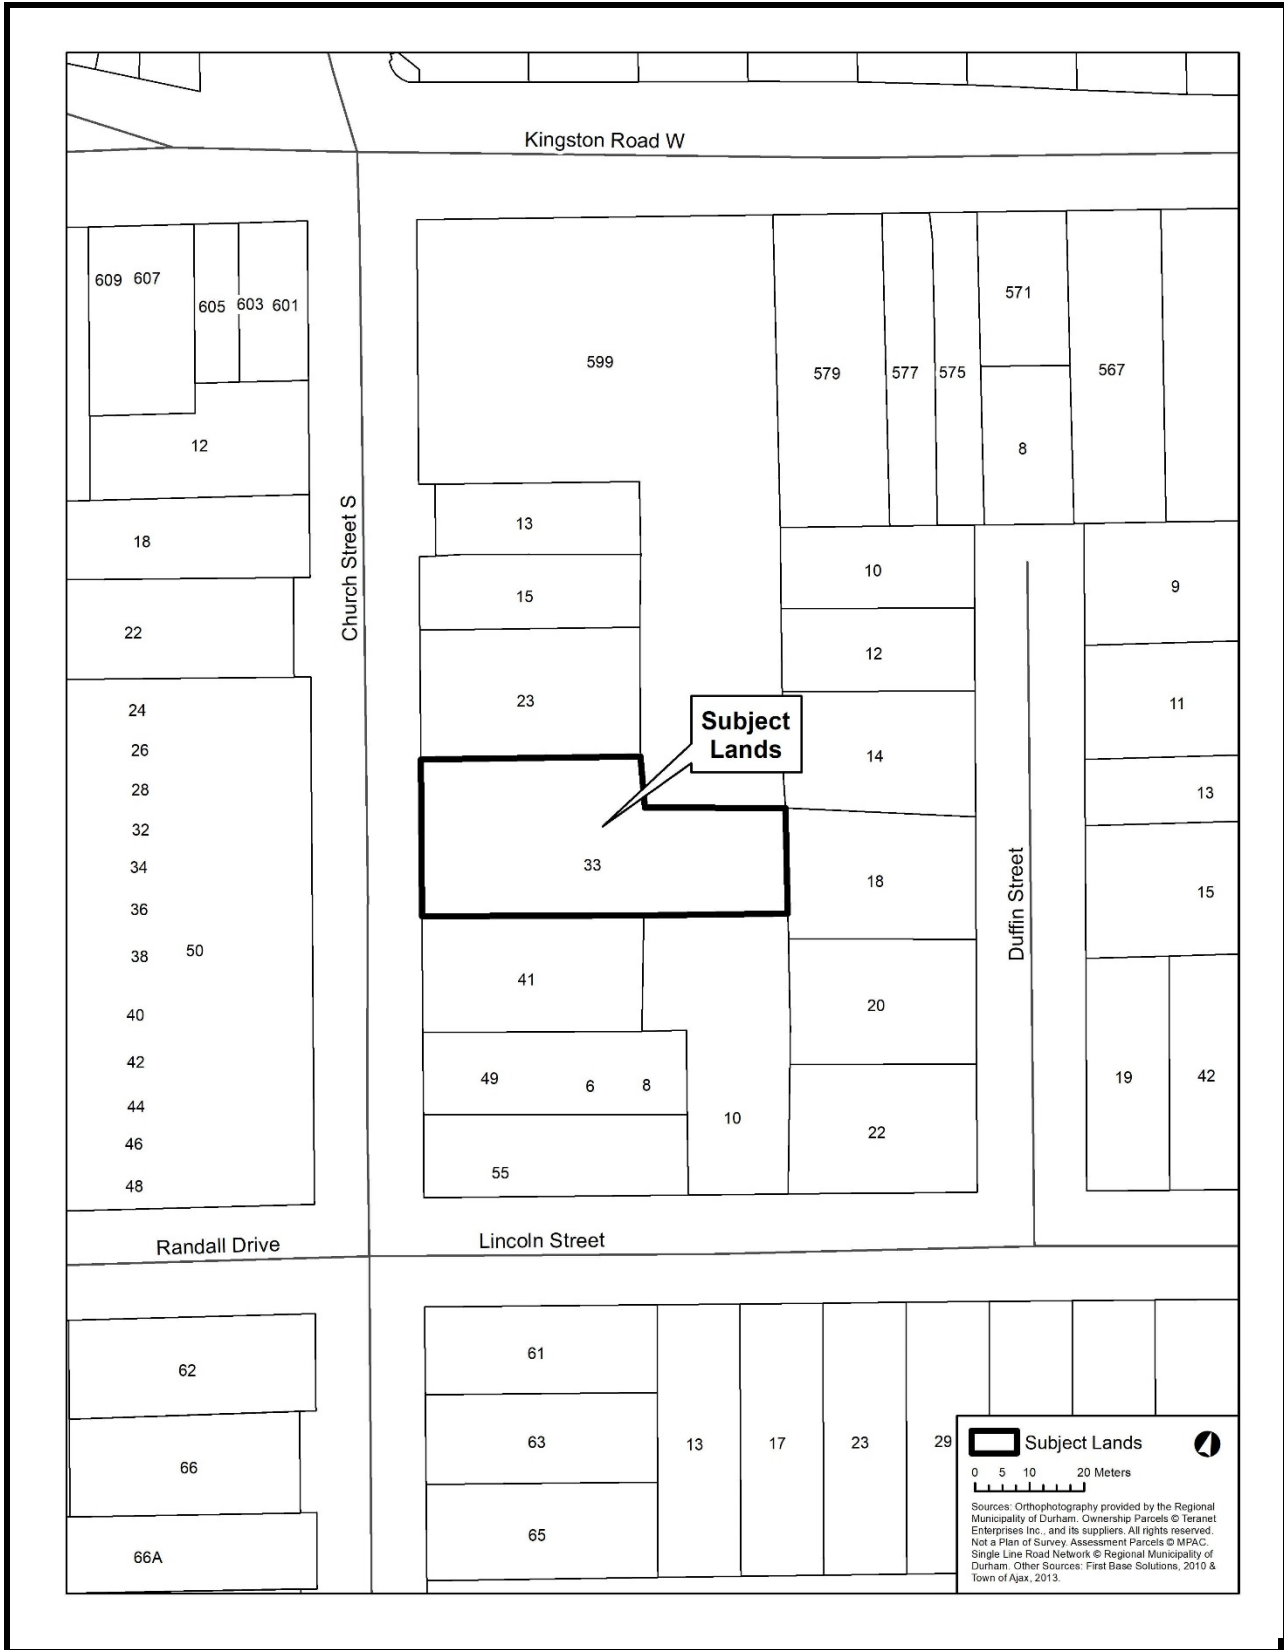 Kingston Road W
609 607
605 603 601
12
18
22
24
26
28
32
34
36
38 50
40
42
44
46
48
Church Street S
599
579
577
575
571
8
567
13
15
23
Subject
Lands
33
41
49 6 8
55
10
10
12
14
18
20
22
Duffin Street
9
11
13
15
19
42
Randall Drive
Lincoln Street
62
66
66A
61
63
65
13
17
23
29
Subject Lands
0 5 10 20 Meters
Sources: Orthophotography provided by the Regional
Municipality of Durham. Ownership Parcels © Teranet
Enterprises Inc., and its suppliers. All rights reserved.
Not a Plan of Survey. Assessment Parcels © MPAC.
Single Line Road Network © Regional Municipality of
Durham. Other Sources: First Base Solutions, 2010 &
Town of Ajax, 2013.